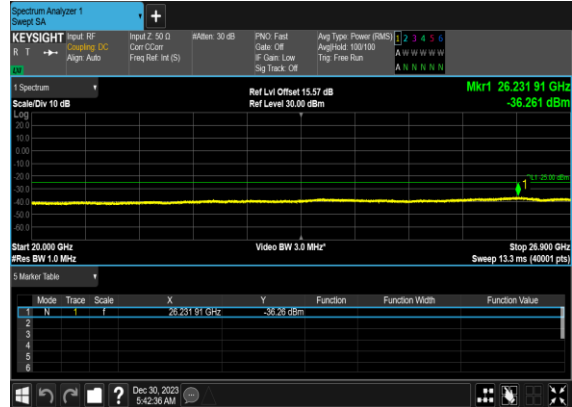 Spectrum Analyzer 1
Swept SA
+
KEYSIGHT Input: RF Input Z: 50 Ω #Atten: 30 dB PNO: Fast Avg Type: Power (RMS) 1 2 3 4 5 6
R T Coupling: DC Corr CCorr Gate: Off Avg|Hold: 100/100 A W W W W W
Align: Auto Freq Ref: Int (S) IF Gain: Low Trig: Free Run
Sig Track: Off A N N N N N
1 Spectrum Ref Lvl Offset 15.57 dB Mkr1 26.231 91 GHz
Scale/Div 10 dB Ref Level 30.00 dBm -36.261 dBm
Log
20.0
10.0
0.00
-10.0
-20.0
DL1 -25.00 dBm
-30.0
1
-40.0
-50.0
-60.0
Start 20.000 GHz Video BW 3.0 MHz* Stop 26.900 GHz
#Res BW 1.0 MHz Sweep 13.3 ms (40001 pts)
5 Marker Table
Mode Trace Scale X Y Function Function Width Function Value
1 N 1 f 26.231 91 GHz -36.26 dBm
2
3
4
5
6
? Dec 30, 2023
5:42:36 AM